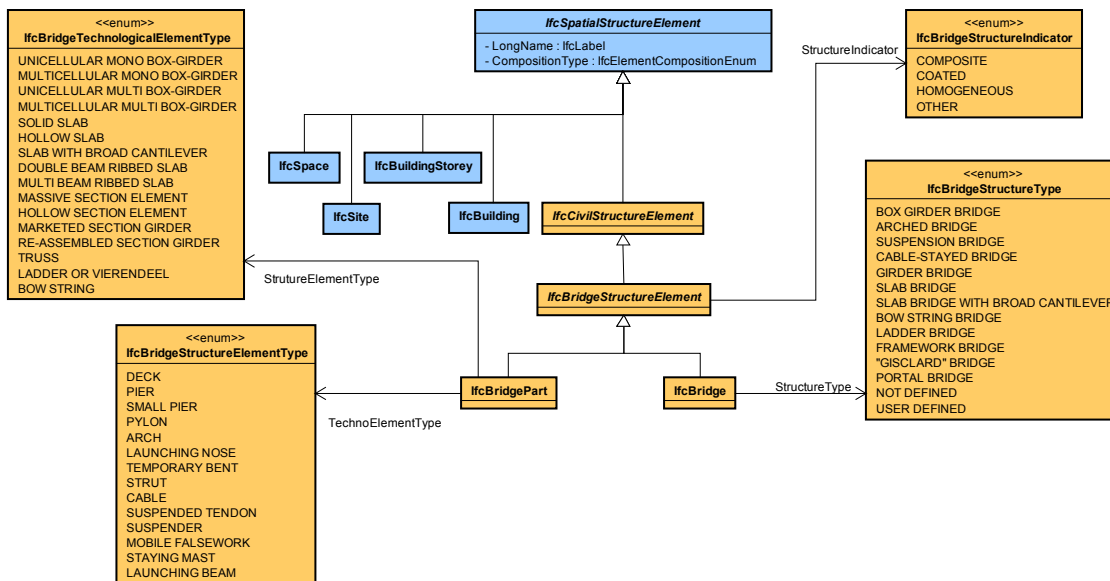 <<enum>>
IfcBridgeTechnologicalElementType
UNICELLULAR MONO BOX-GIRDER
MULTICELLULAR MONO BOX-GIRDER
UNICELLULAR MULTI BOX-GIRDER
MULTICELLULAR MULTI BOX-GIRDER
SOLID SLAB
HOLLOW SLAB
SLAB WITH BROAD CANTILEVER
DOUBLE BEAM RIBBED SLAB
MULTI BEAM RIBBED SLAB
MASSIVE SECTION ELEMENT
HOLLOW SECTION ELEMENT
MARKETED SECTION GIRDER
RE-ASSEMBLED SECTION GIRDER
TRUSS
LADDER OR VIERENDEEL
BOW STRING
IfcSpatialStructureElement
- LongName : IfcLabel
- CompositionType : IfcElementCompositionEnum
StructureIndicator
<<enum>>
IfcBridgeStructureIndicator
COMPOSITE
COATED
HOMOGENEOUS
OTHER
IfcSpace
IfcBuildingStorey
IfcSite
IfcBuilding
IfcCivilStructureElement
<<enum>>
IfcBridgeStructureType
BOX GIRDER BRIDGE
ARCHED BRIDGE
SUSPENSION BRIDGE
CABLE-STAYED BRIDGE
GIRDER BRIDGE
SLAB BRIDGE
SLAB BRIDGE WITH BROAD CANTILEVER
BOW STRING BRIDGE
LADDER BRIDGE
FRAMEWORK BRIDGE
"GISCLARD" BRIDGE
PORTAL BRIDGE
NOT DEFINED
USER DEFINED
StrutureElementType
IfcBridgeStructureElement
<<enum>>
IfcBridgeStructureElementType
DECK
PIER
SMALL PIER
PYLON
ARCH
LAUNCHING NOSE
TEMPORARY BENT
STRUT
CABLE
SUSPENDED TENDON
SUSPENDER
MOBILE FALSEWORK
STAYING MAST
LAUNCHING BEAM
IfcBridgePart
IfcBridge
StructureType
TechnoElementType